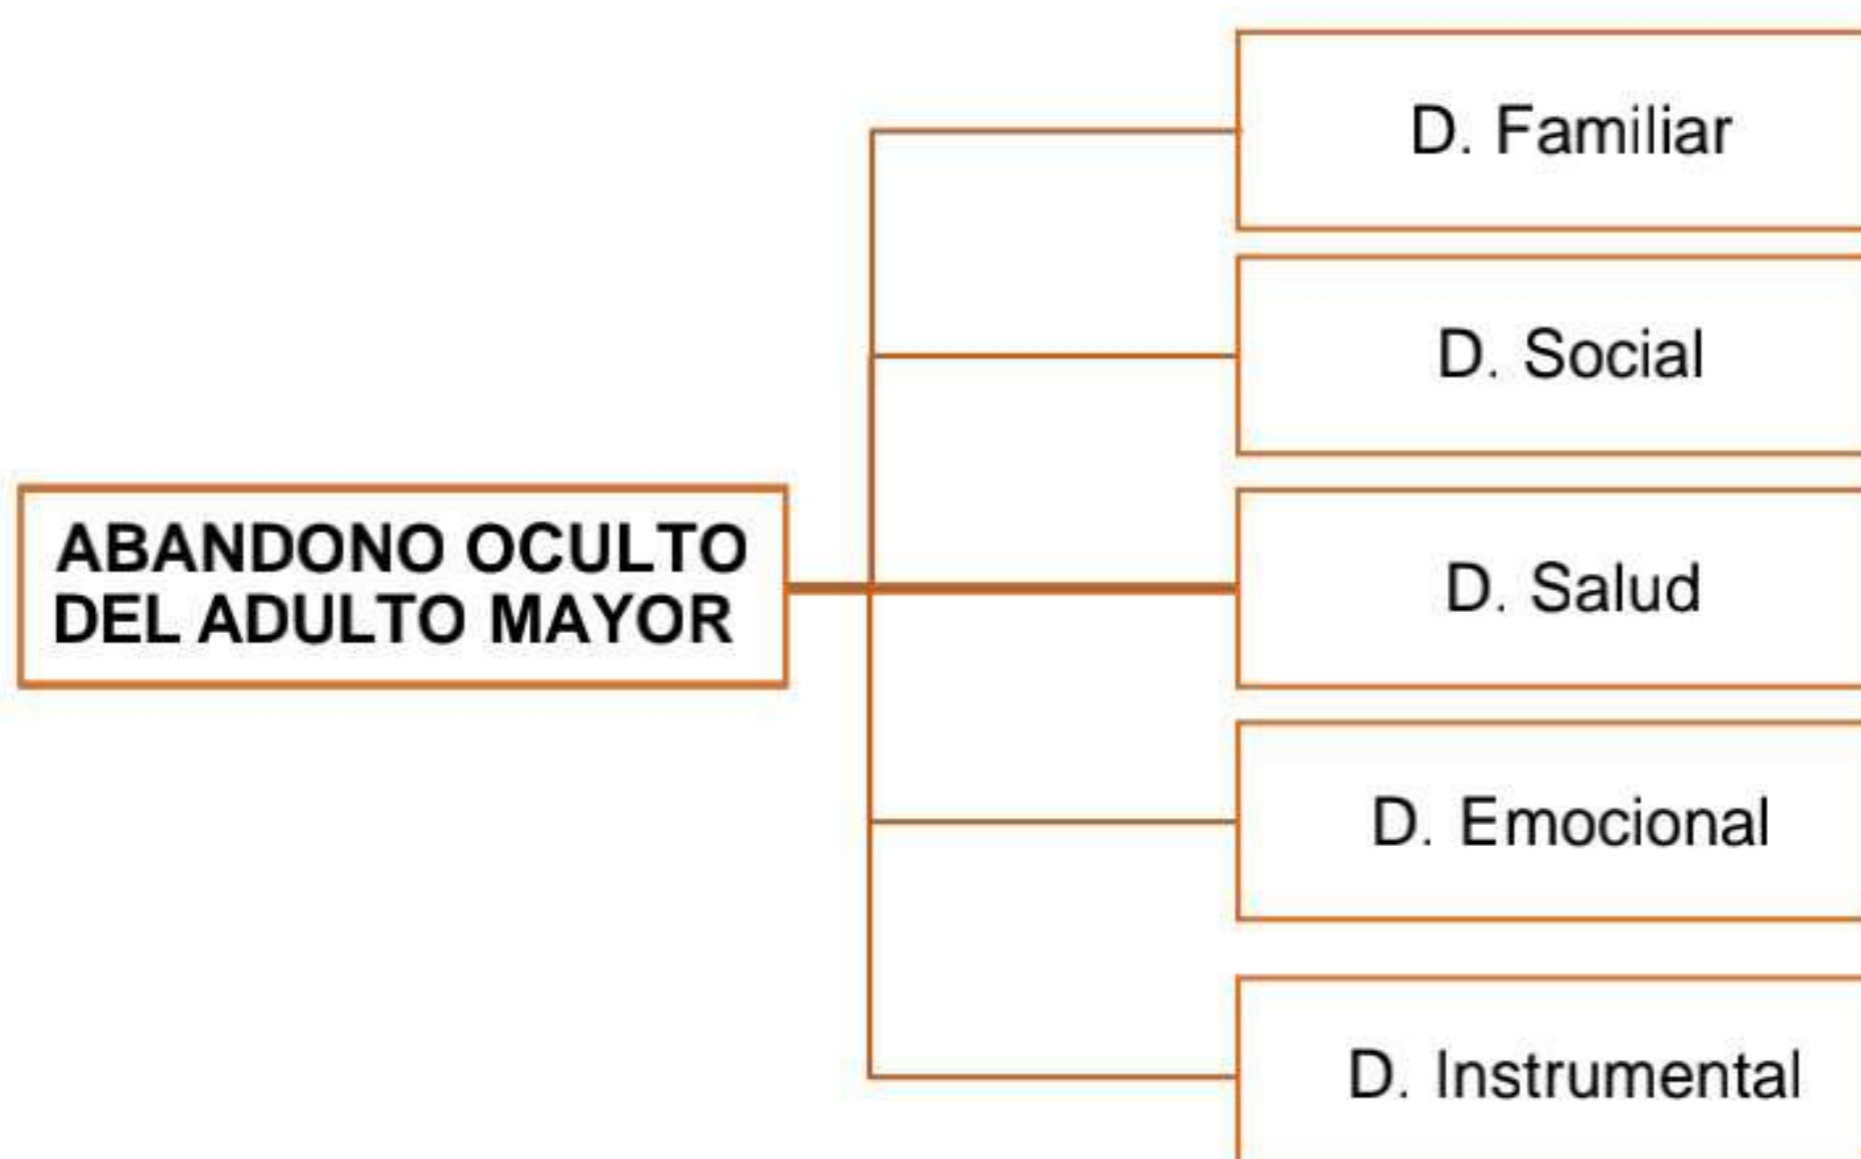 D. Familiar
D. Social
ABANDONO OCULTO
DEL ADULTO MAYOR
D. Salud
D. Emocional
D. Instrumental